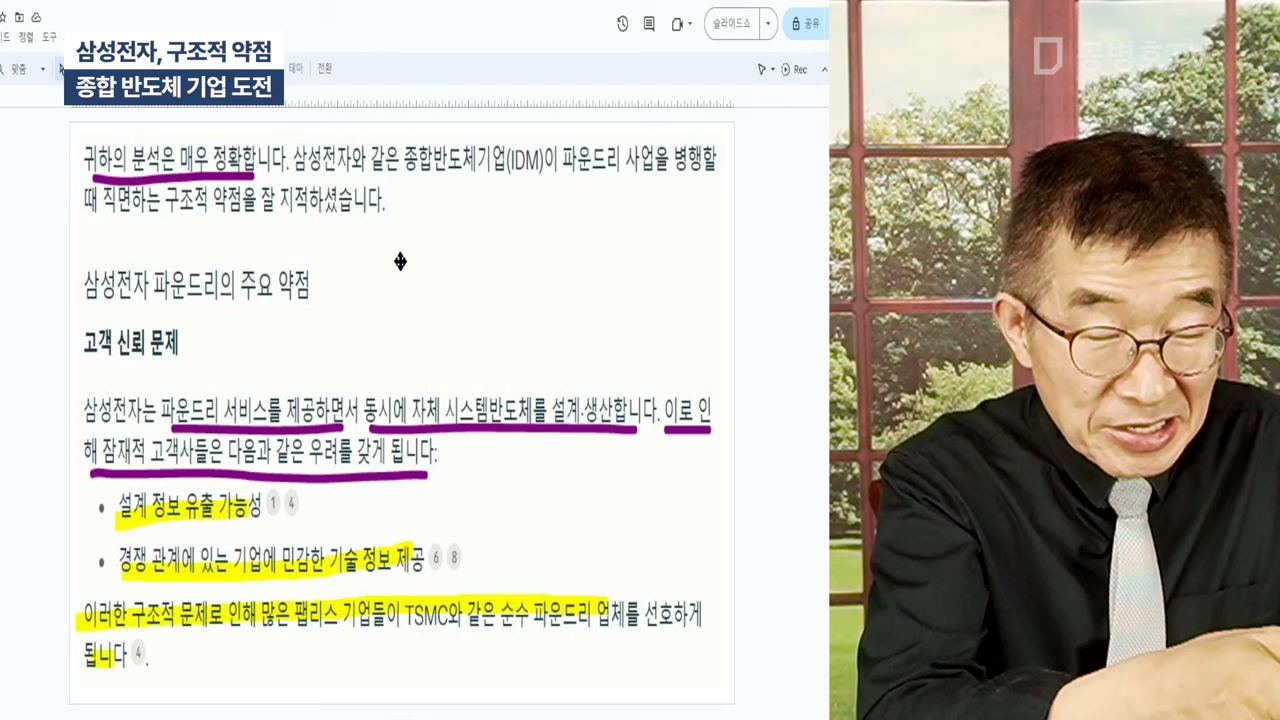 드 정렬 도구
삼성전자, 구조적 약점
종합 반도체 기업 도전
맞춤
테마
전환
슬라이드쇼
공유
Rec
귀하의 분석은 매우 정확합니다. 삼성전자와 같은 종합반도체기업(IDM)이 파운드리 사업을 병행할
때 직면하는 구조적 약점을 잘 지적하셨습니다.
삼성전자 파운드리의 주요 약점
고객 신뢰 문제
삼성전자는 파운드리 서비스를 제공하면서 동시에 자체 시스템반도체를 설계·생산합니다. 이로 인
해 잠재적 고객사들은 다음과 같은 우려를 갖게 됩니다:
• 설계 정보 유출 가능성 1 4
• 경쟁 관계에 있는 기업에 민감한 기술 정보 제공 6 8
이러한 구조적 문제로 인해 많은 팹리스 기업들이 TSMC와 같은 순수 파운드리 업체를 선호하게
됩니다 4.